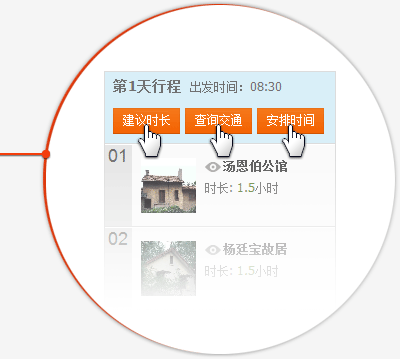 第1天行程 出发时间：08:30
建议时长 查询交通 安排时间
01
汤恩伯公馆
时长: 1.5小时
02
杨廷宝故居
时长: 1.5小时